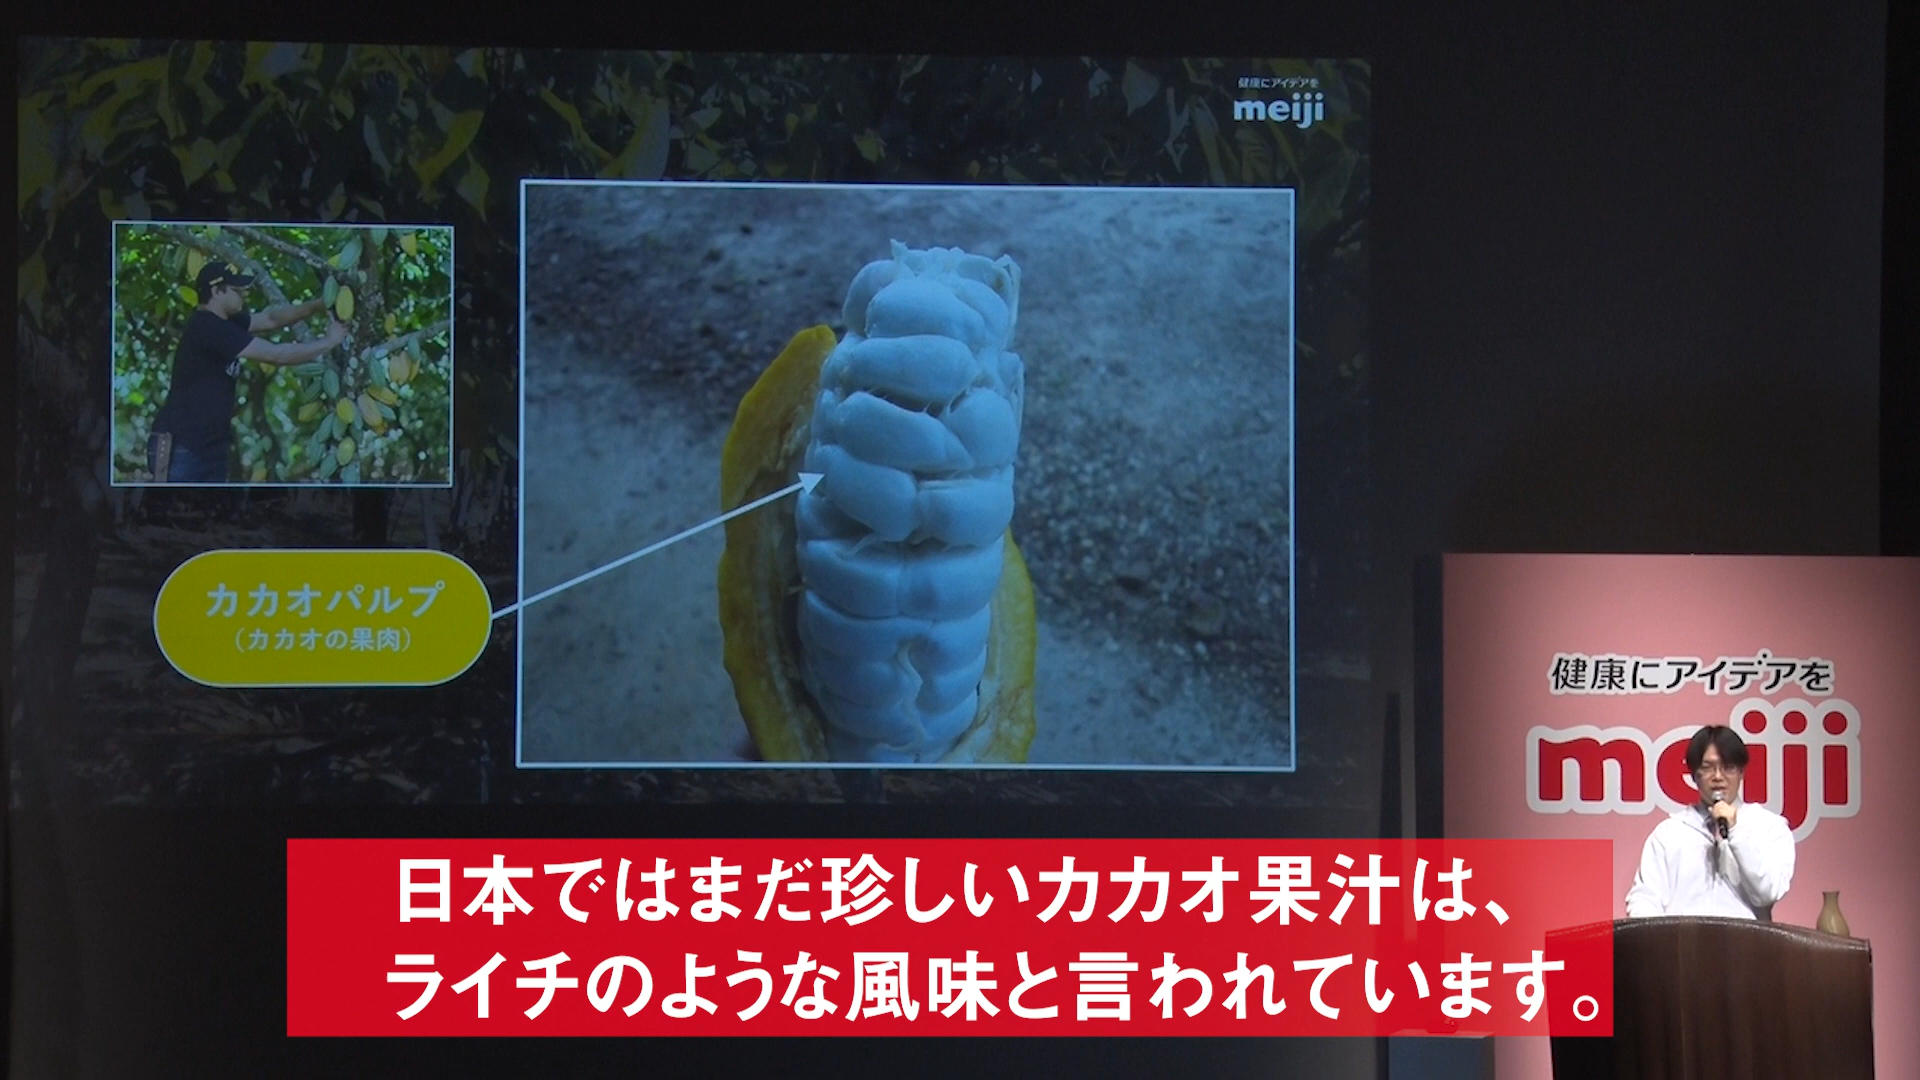 健康にアイデアを
meiji
カカオパルプ
(カカオの果肉)
健康にアイデアを
meiji
日本ではまだ珍しいカカオ果汁は、
ライチのような風味と言われています。